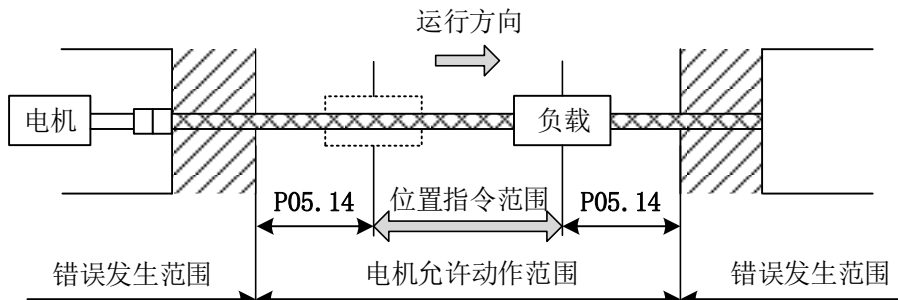 运行方向
电机
负载
P05.14
位置指令范围
P05.14
错误发生范围
电机允许动作范围
错误发生范围